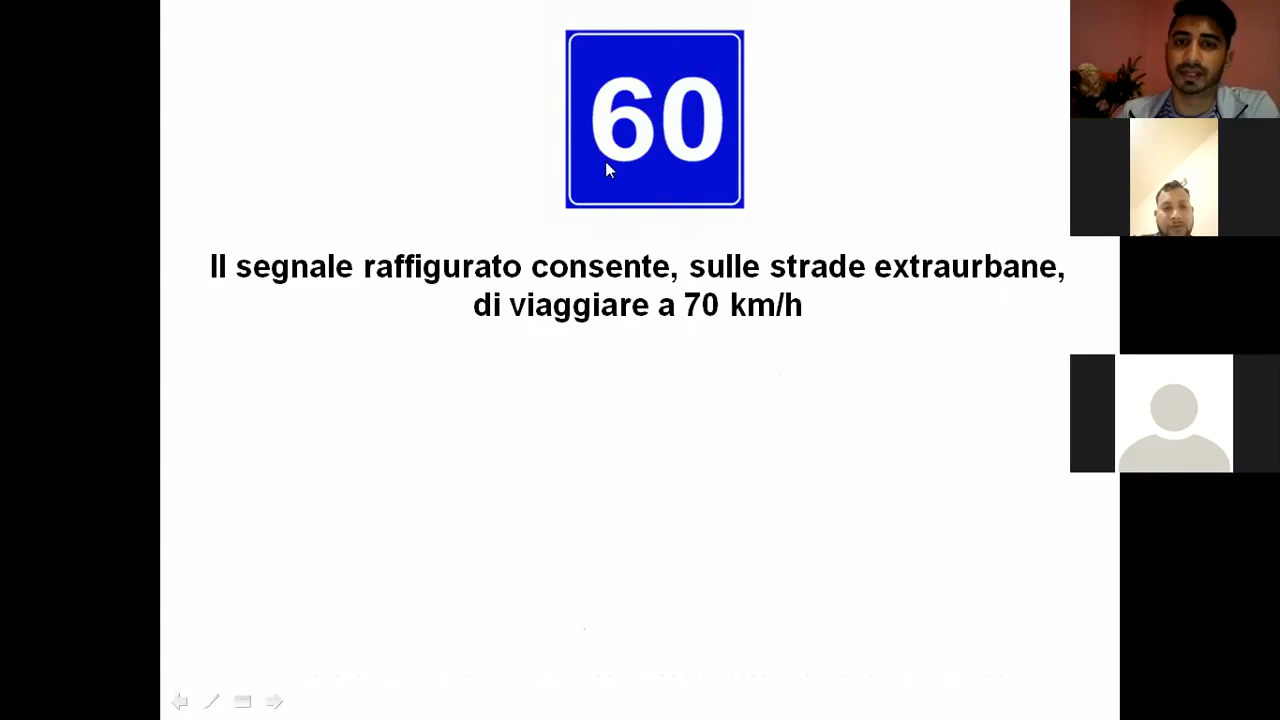 60
Il segnale raffigurato consente, sulle strade extraurbane,
di viaggiare a 70 km/h